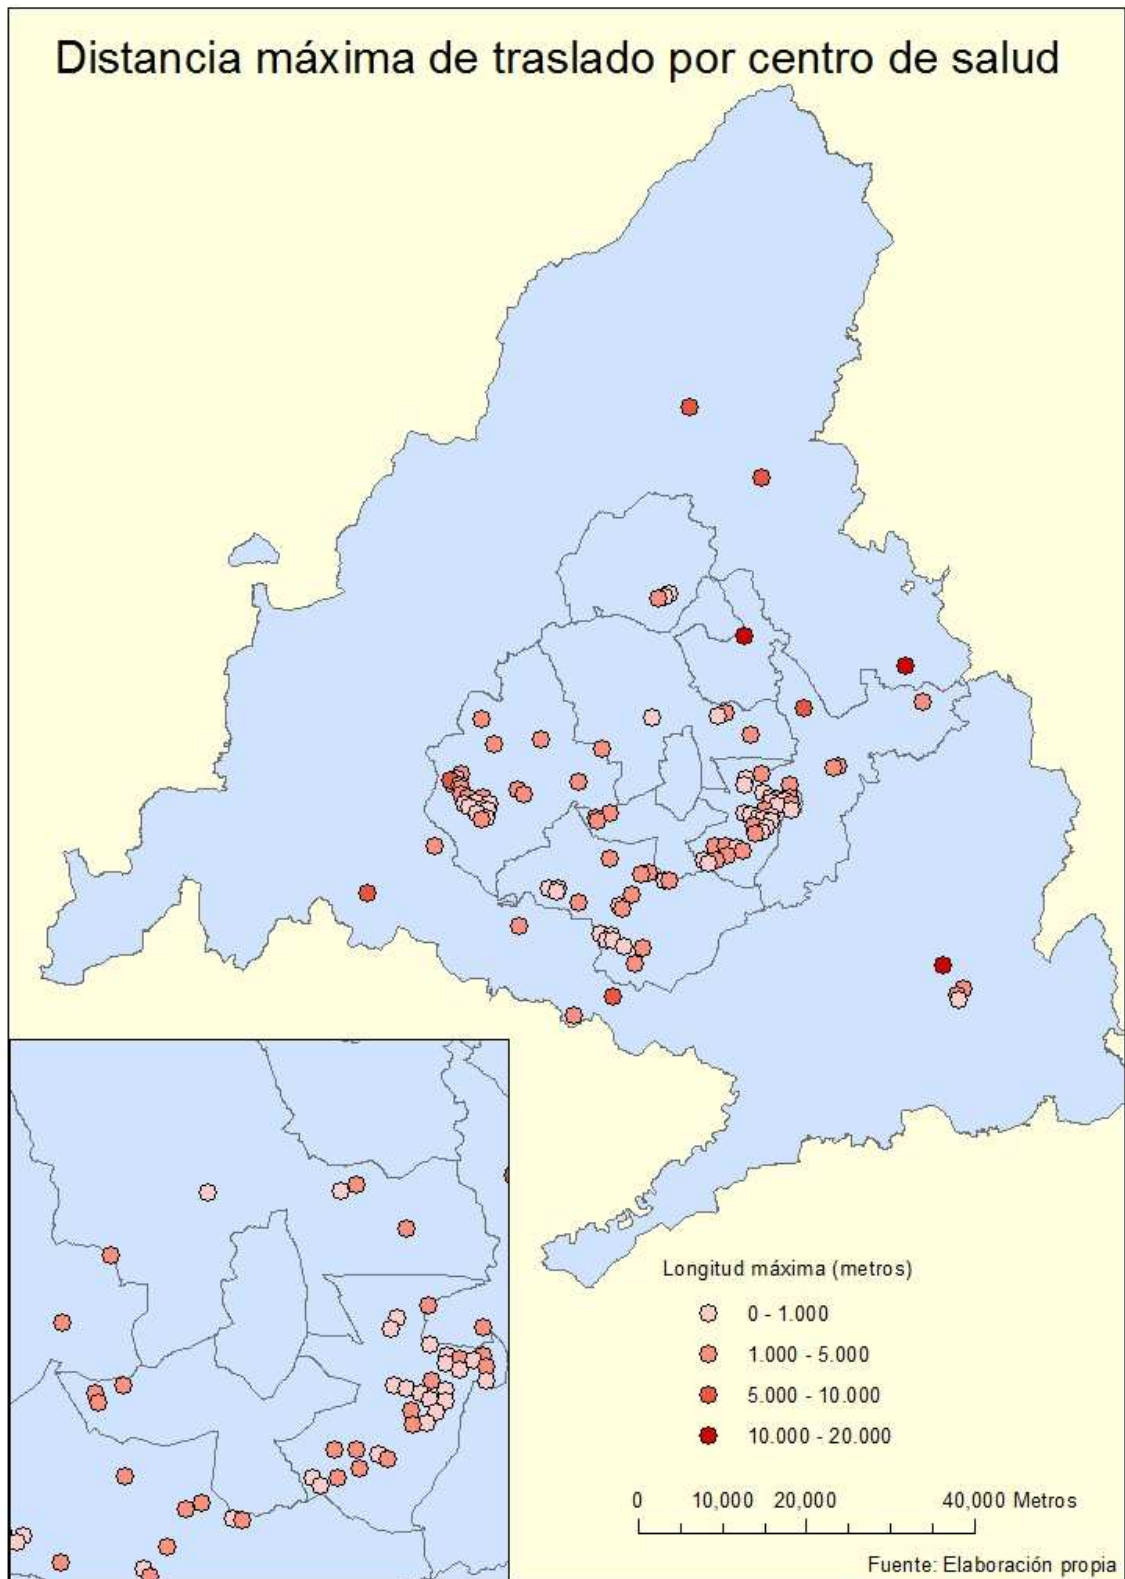 Distancia máxima de traslado por centro de salud
Longitud máxima (metros)
0 - 1.000
1.000 - 5.000
5.000 - 10.000
10.000 - 20.000
0 10,000 20,000 40,000 Metros
Fuente: Elaboración propia